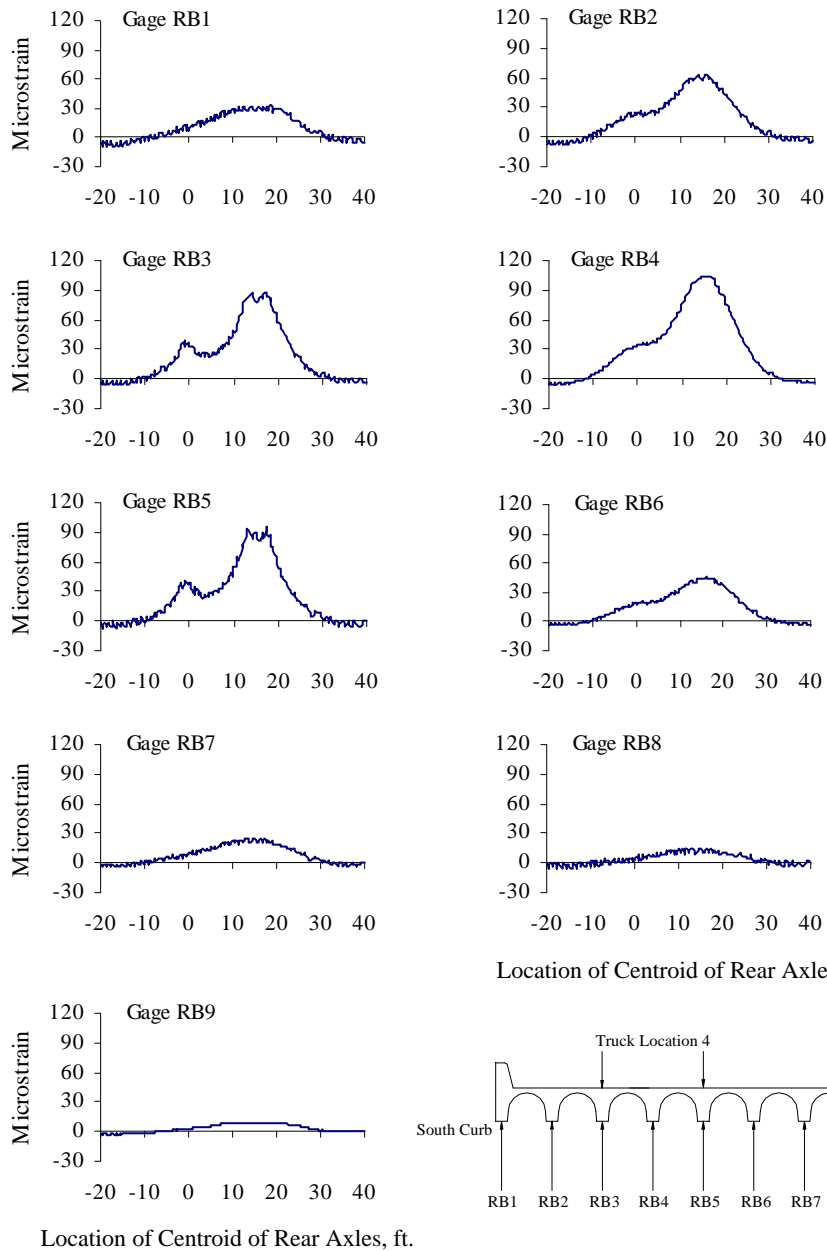 Gage RB1
Microstrain
120
90
60
30
0
-30
-20 -10 0 10 20 30 40
Gage RB2
120
90
60
30
0
-30
-20 -10 0 10 20 30 40
Gage RB3
Microstrain
120
90
60
30
0
-30
-20 -10 0 10 20 30 40
Gage RB4
120
90
60
30
0
-30
-20 -10 0 10 20 30 40
Gage RB5
Microstrain
120
90
60
30
0
-30
-20 -10 0 10 20 30 40
Gage RB6
120
90
60
30
0
-30
-20 -10 0 10 20 30 40
Gage RB7
Microstrain
120
90
60
30
0
-30
-20 -10 0 10 20 30 40
Gage RB8
120
90
60
30
0
-30
-20 -10 0 10 20 30 40
Location of Centroid of Rear Axle
Gage RB9
Microstrain
120
90
60
30
0
-30
-20 -10 0 10 20 30 40
Location of Centroid of Rear Axles, ft.
Truck Location 4
South Curb
RB1 RB2 RB3 RB4 RB5 RB6 RB7